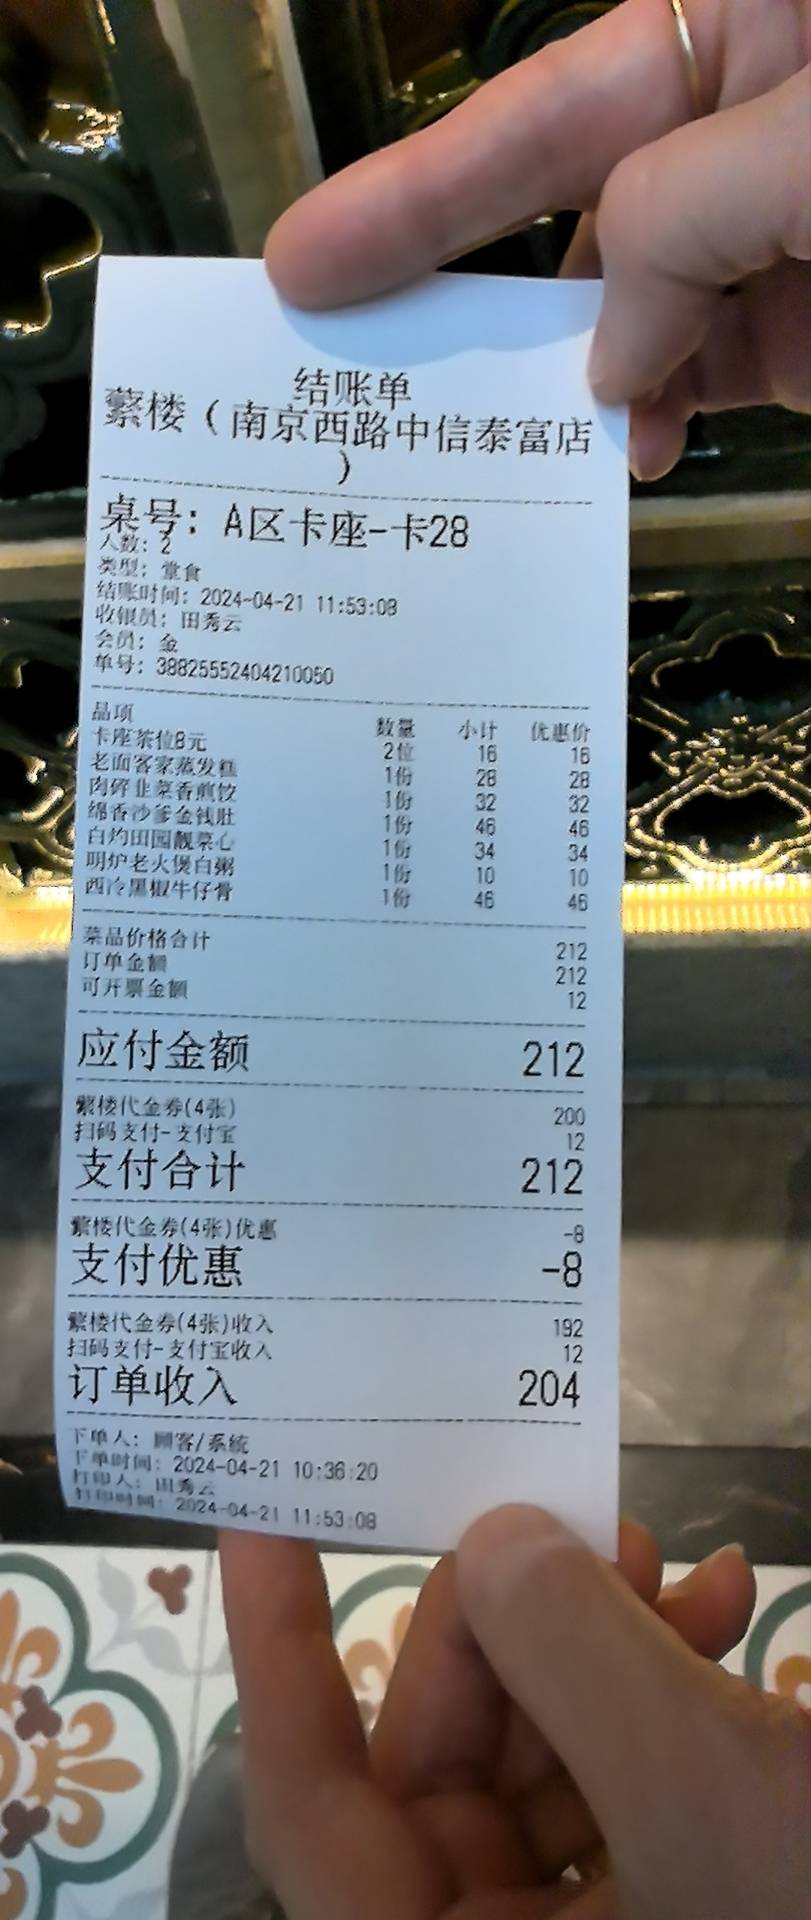 结账单
蘩楼（南京西路中信泰富店
）
桌号：A区卡座-卡28
人数：2
类型：堂食
结账时间：2024-04-21 11:53:08
收银员：田秀云
会员：金
单号：38825552404210050
品项 数量 小计 优惠价
卡座茶位8元 2位 16 16
老面客家蒸发糕 1份 28 28
肉碎韭菜香煎饺 1份 32 32
绵香沙爹金钱肚 1份 46 46
白灼田园靓菜心 1份 34 34
明炉老火煲白粥 1份 10 10
西冷黑椒牛仔骨 1份 46 46
菜品价格合计 212
订单金额 212
可开票金额 12
应付金额 212
蘩楼代金券(4张) 200
扫码支付-支付宝 12
支付合计 212
蘩楼代金券(4张)优惠 -8
支付优惠 -8
蘩楼代金券(4张)收入 192
扫码支付-支付宝收入 12
订单收入 204
下单人：顾客/系统
下单时间：2024-04-21 10:36:20
打印人：田秀云
打印时间：2024-04-21 11:53:08